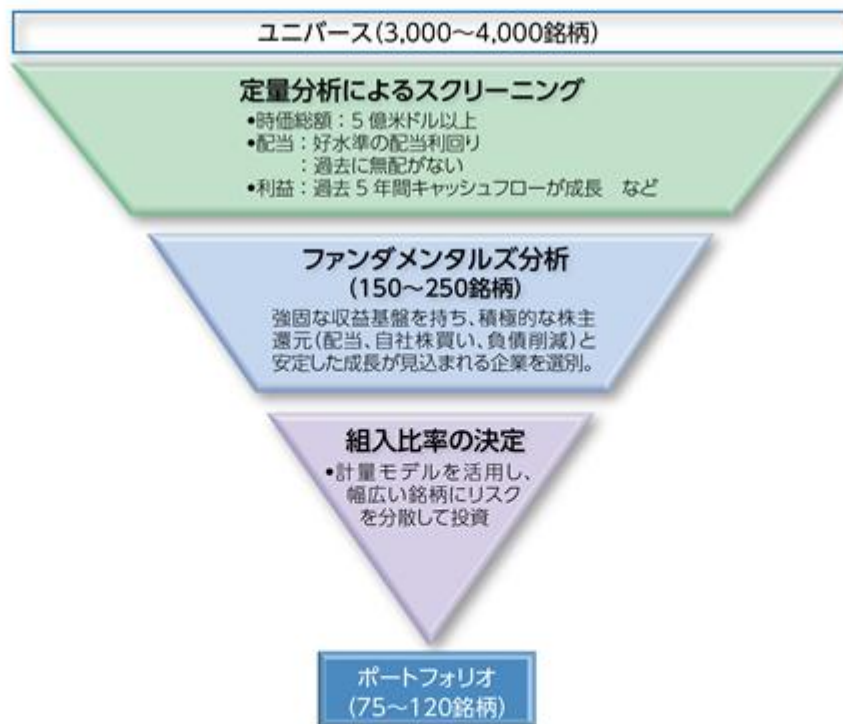 ユニバース(3,000〜4,000銘柄)
定量分析によるスクリーニング
•時価総額：5億米ドル以上
•配当：好水準の配当利回り
：過去に無配がない
•利益：過去5年間キャッシュフローが成長　など
ファンダメンタルズ分析
(150〜250銘柄)
強固な収益基盤を持ち、積極的な株主
還元(配当、自社株買い、負債削減)と
安定した成長が見込まれる企業を選別。
組入比率の決定
•計量モデルを活用し、
幅広い銘柄にリスク
を分散して投資
ポートフォリオ
(75〜120銘柄)